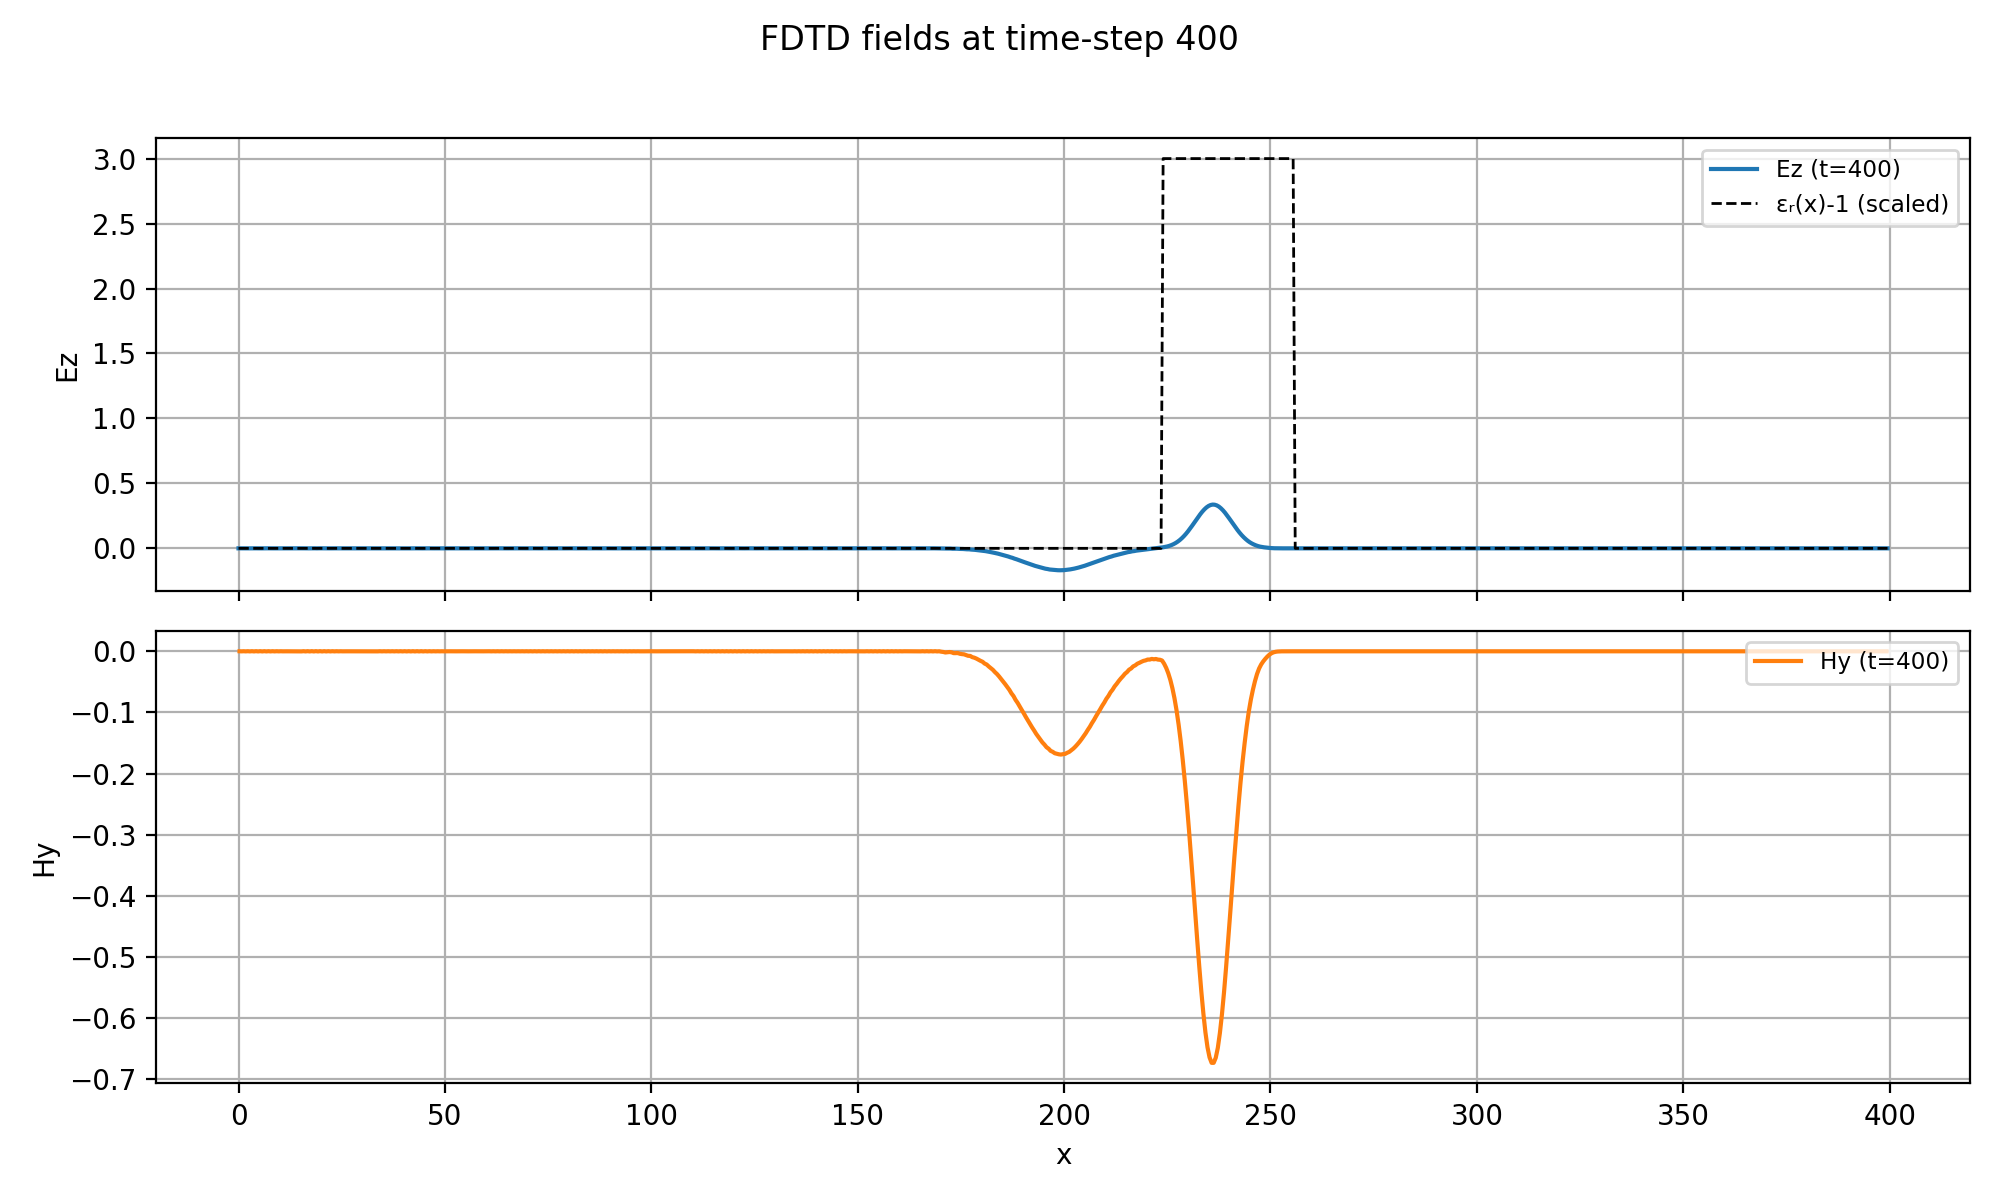 FDTD fields at time-step 400
3.0
2.5
2.0
1.5
1.0
0.5
0.0
Ez
Ez (t=400)
εᵣ(x)-1 (scaled)
0.0
−0.1
−0.2
−0.3
−0.4
−0.5
−0.6
−0.7
Hy
Hy (t=400)
0 50 100 150 200 250 300 350 400
x